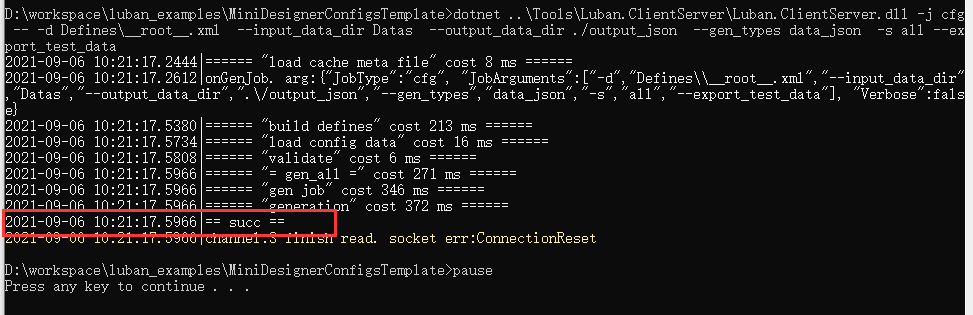 D:\workspace\luban_examples\MiniDesignerConfigsTemplate>dotnet ..\Tools\Luban.ClientServer\Luban.ClientServer.dll -j cfg
 -- -d Defines\__root__.xml  --input_data_dir Datas  --output_data_dir ./output_json  --gen_types data_json  -s all --ex
port_test_data
2021-09-06 10:21:17.2444|====== "load cache meta file" cost 8 ms ======
2021-09-06 10:21:17.2612|onGenJob. arg:{"JobType":"cfg", "JobArguments":["-d","Defines\\__root__.xml","--input_data_dir"
,"Datas","--output_data_dir",".\/output_json","--gen_types","data_json","-s","all","--export_test_data"], "Verbose":fals
e}
2021-09-06 10:21:17.5380|====== "build defines" cost 213 ms ======
2021-09-06 10:21:17.5734|====== "load config data" cost 16 ms ======
2021-09-06 10:21:17.5808|====== "validate" cost 6 ms ======
2021-09-06 10:21:17.5966|====== "= gen_all =" cost 271 ms ======
2021-09-06 10:21:17.5966|====== "gen job" cost 346 ms ======
2021-09-06 10:21:17.5966|====== "generation" cost 372 ms ======
2021-09-06 10:21:17.5966|== succ ==
2021-09-06 10:21:17.5966|channel:3 finish read. socket err:ConnectionReset
D:\workspace\luban_examples\MiniDesignerConfigsTemplate>pause
Press any key to continue . . .